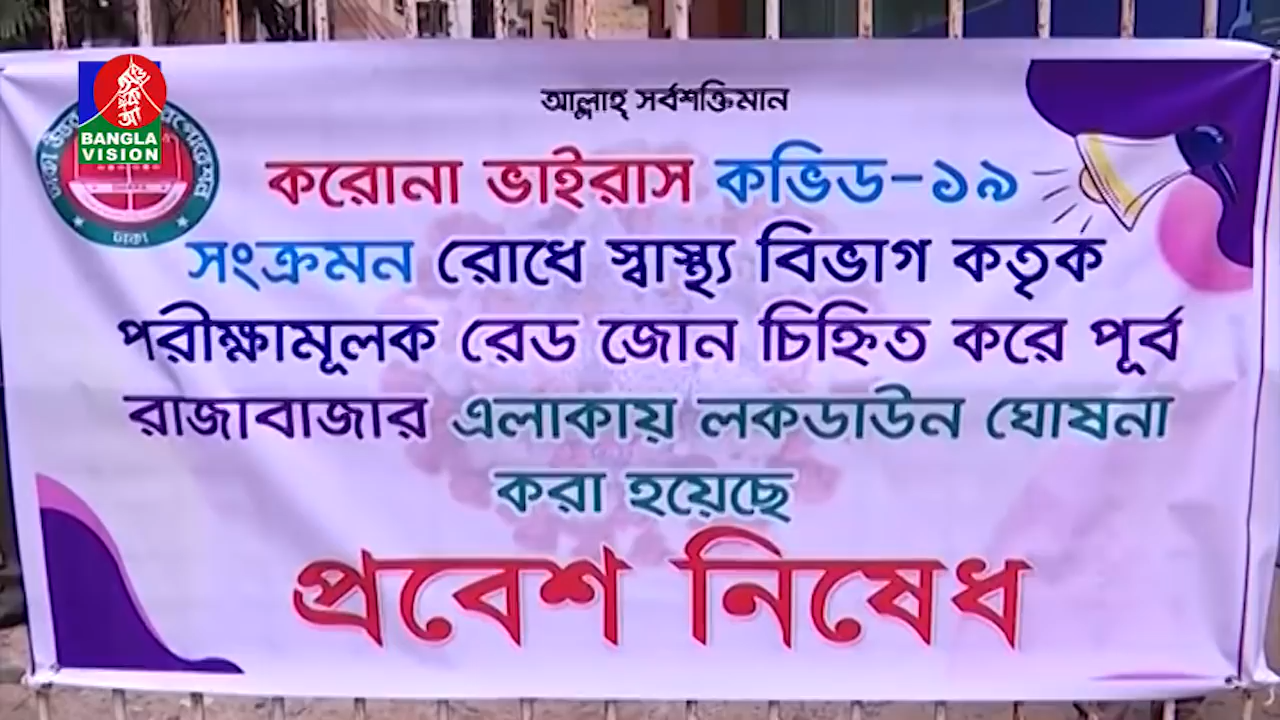 আল্লাহ্ সর্বশক্তিমান
BANGLA
VISION
ঢাকা
করোনা ভাইরাস কভিড-১৯
সংক্রমন রোধে স্বাস্থ্য বিভাগ কতৃক
পরীক্ষামূলক রেড জোন চিহ্নিত করে পূর্ব
রাজাবাজার এলাকায় লকডাউন ঘোষনা
করা হয়েছে
প্রবেশ নিষেধ